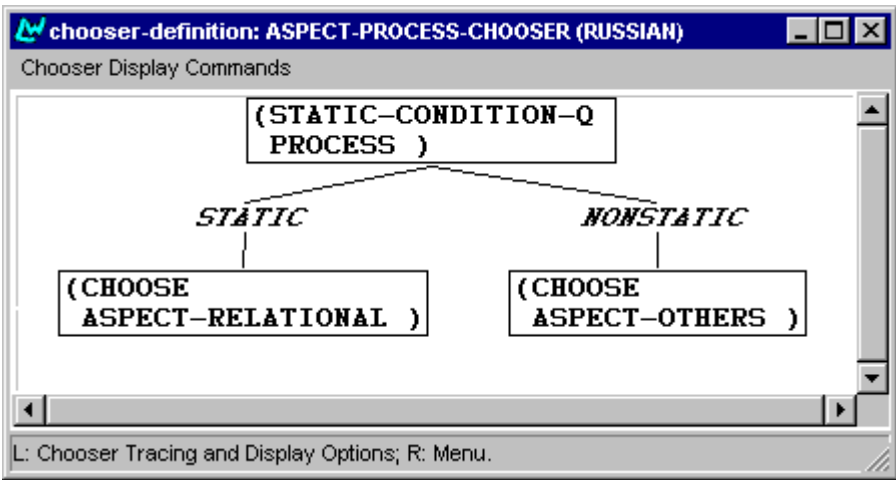 chooser-definition: ASPECT-PROCESS-CHOOSER (RUSSIAN)
Chooser Display Commands
(STATIC-CONDITION-Q
PROCESS )
STATIC
NONSTATIC
(CHOOSE
ASPECT-RELATIONAL )
(CHOOSE
ASPECT-OTHERS )
L: Chooser Tracing and Display Options; R: Menu.